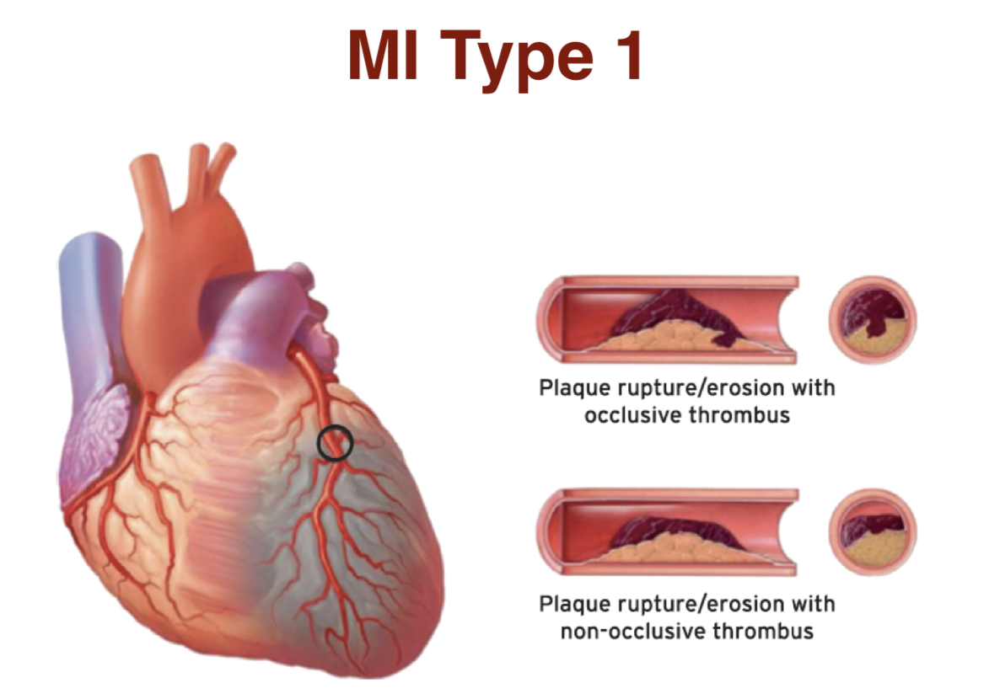 MI Type 1
Plaque rupture/erosion with
occlusive thrombus
Plaque rupture/erosion with
non-occlusive thrombus